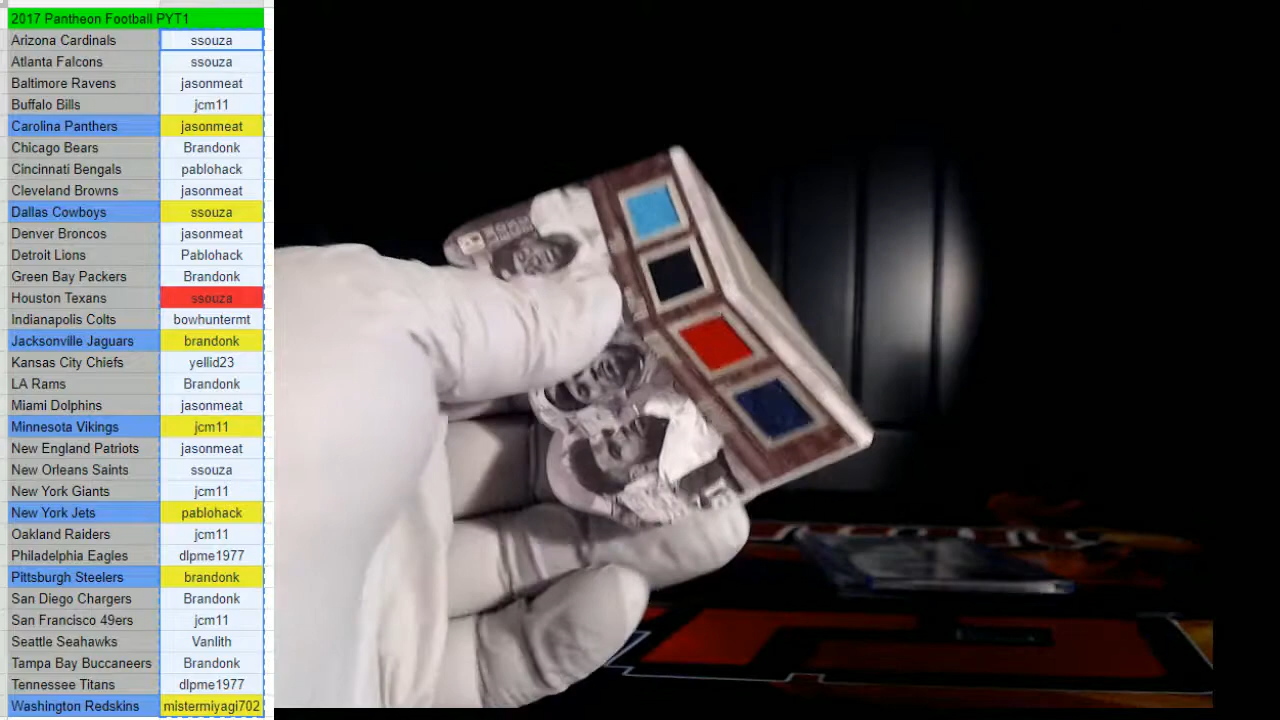 2017 Pantheon Football PYT1
Arizona Cardinals ssouza
Atlanta Falcons ssouza
Baltimore Ravens jasonmeat
Buffalo Bills jcm11
Carolina Panthers jasonmeat
Chicago Bears Brandonk
Cincinnati Bengals pablohack
Cleveland Browns jasonmeat
Dallas Cowboys ssouza
Denver Broncos jasonmeat
Detroit Lions Pablohack
Green Bay Packers Brandonk
Houston Texans ssouza
Indianapolis Colts bowhuntermt
Jacksonville Jaguars brandonk
Kansas City Chiefs yellid23
LA Rams Brandonk
Miami Dolphins jasonmeat
Minnesota Vikings jcm11
New England Patriots jasonmeat
New Orleans Saints ssouza
New York Giants jcm11
New York Jets pablohack
Oakland Raiders jcm11
Philadelphia Eagles dlpme1977
Pittsburgh Steelers brandonk
San Diego Chargers Brandonk
San Francisco 49ers jcm11
Seattle Seahawks Vanlith
Tampa Bay Buccaneers Brandonk
Tennessee Titans dlpme1977
Washington Redskins mistermiyagi702